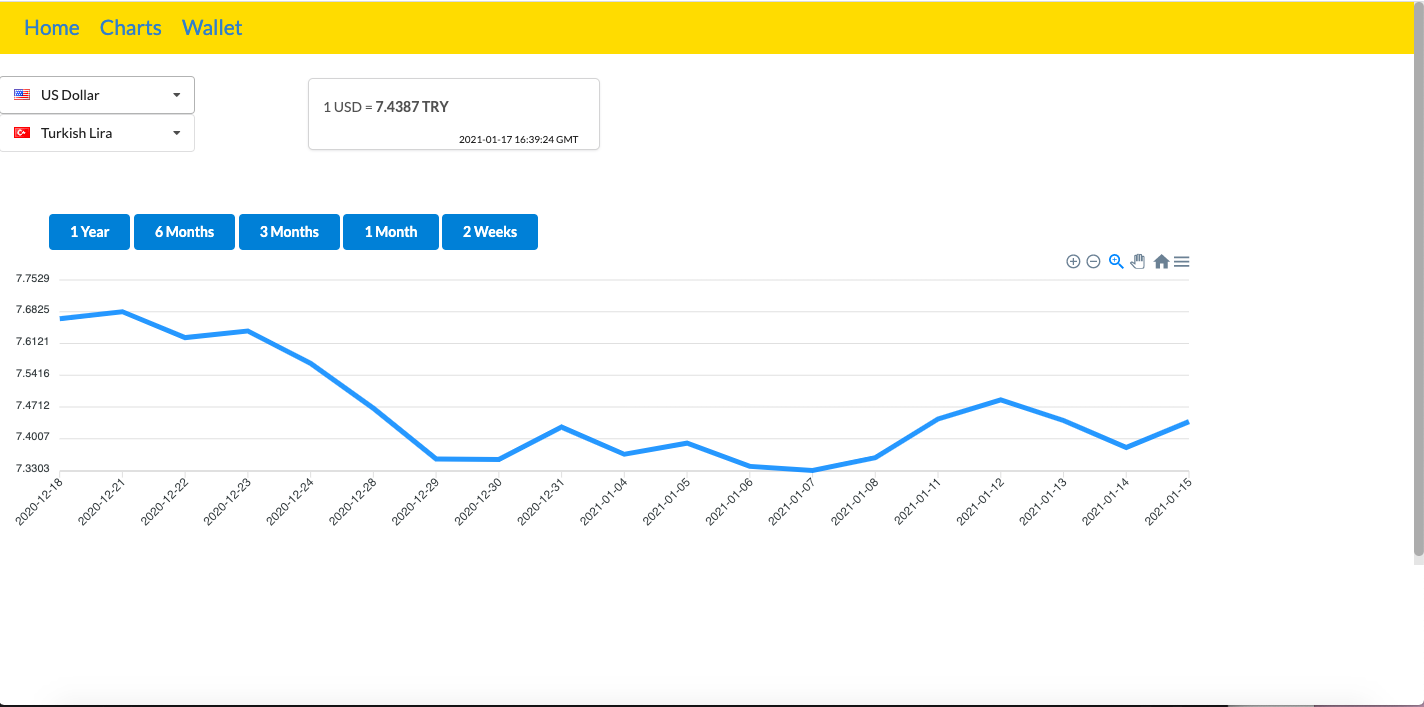 Home Charts Wallet
US Dollar
Turkish Lira
1 USD = 7.4387 TRY
2021-01-17 16:39:24 GMT
1 Year 6 Months 3 Months 1 Month 2 Weeks
7.7529
7.6825
7.6121
7.5416
7.4712
7.4007
7.3303
2020-12-18 2020-12-21 2020-12-22 2020-12-23 2020-12-24 2020-12-28 2020-12-29 2020-12-30 2020-12-31 2021-01-04 2021-01-05 2021-01-06 2021-01-07 2021-01-08 2021-01-11 2021-01-12 2021-01-13 2021-01-14 2021-01-15